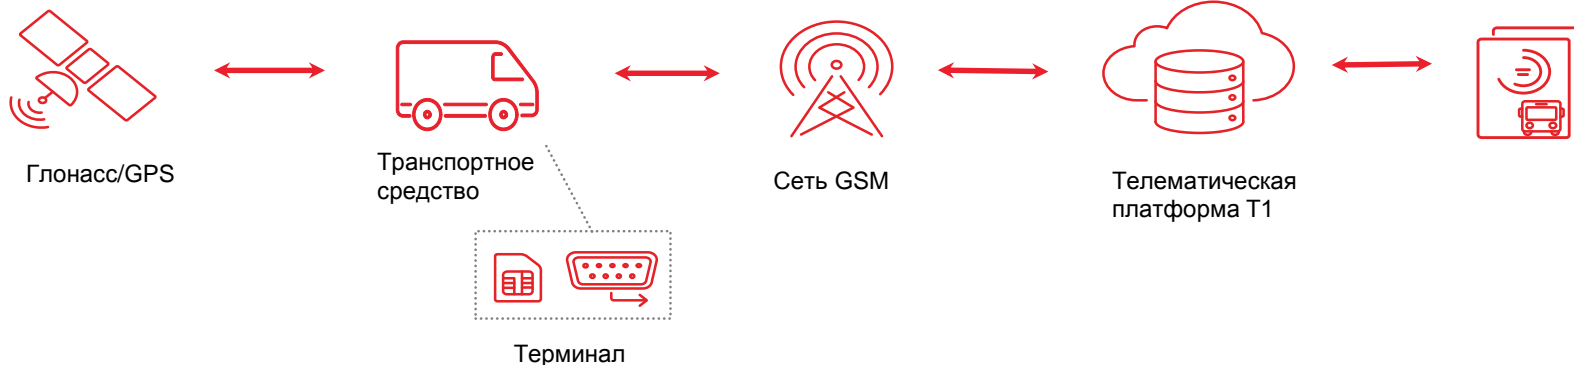 Глонасс/GPS
Транспортное
средство
Сеть GSM
Телематическая
платформа Т1
Терминал